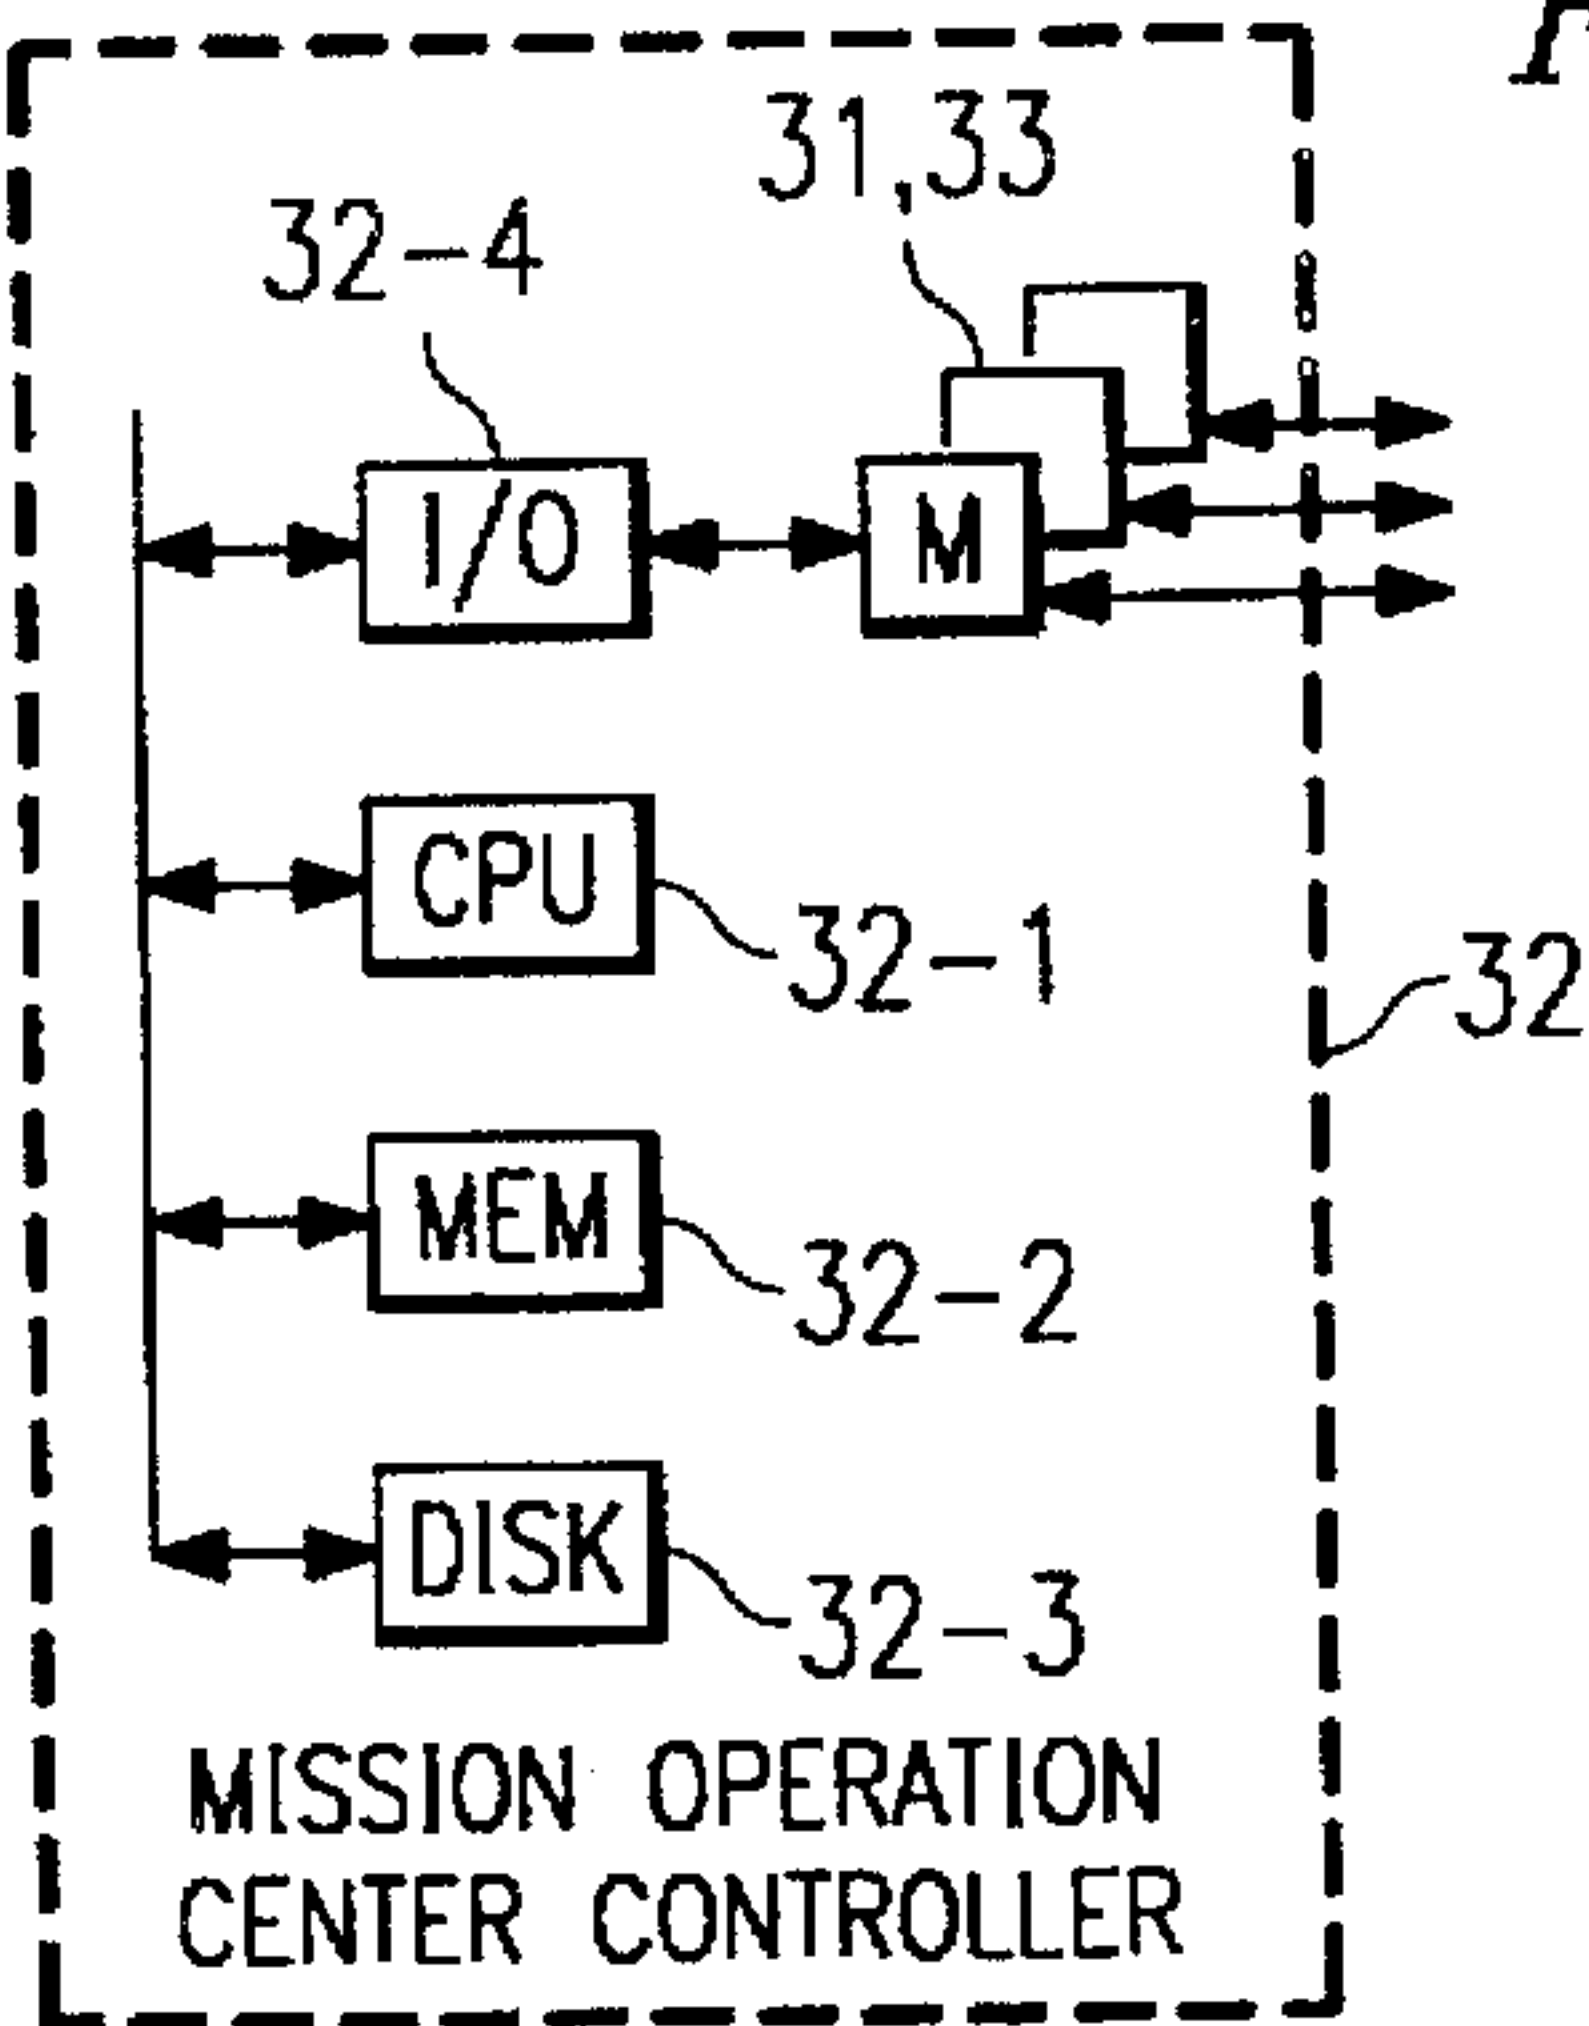 31,33
32-4
I/O
M
CPU
32-1
32
MEM
32-2
DISK
32-3
MISSION OPERATION
CENTER CONTROLLER